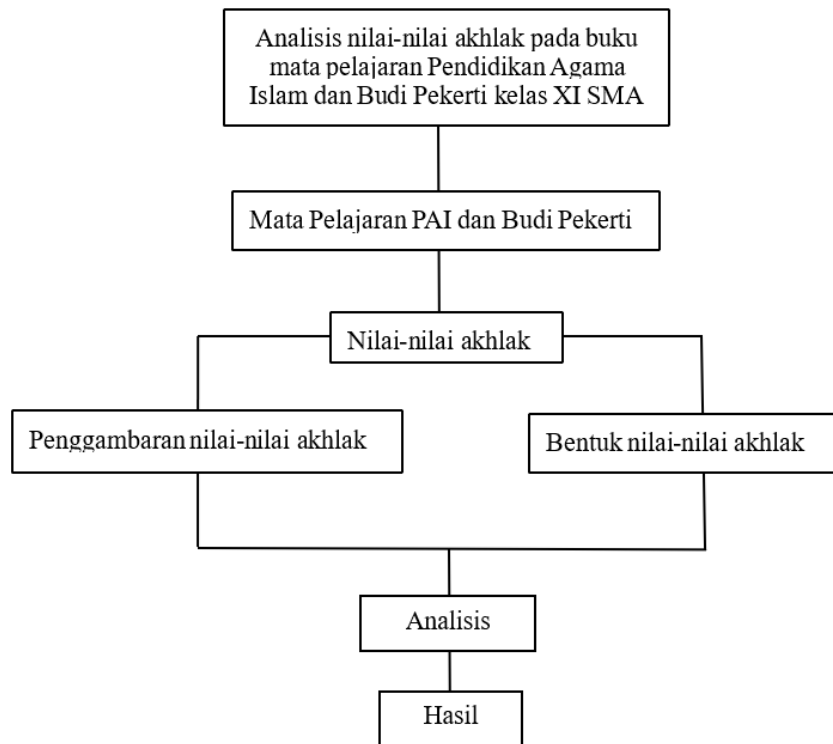 Analisis nilai-nilai akhlak pada buku
mata pelajaran Pendidikan Agama
Islam dan Budi Pekerti kelas XI SMA
Mata Pelajaran PAI dan Budi Pekerti
Nilai-nilai akhlak
Penggambaran nilai-nilai akhlak
Bentuk nilai-nilai akhlak
Analisis
Hasil